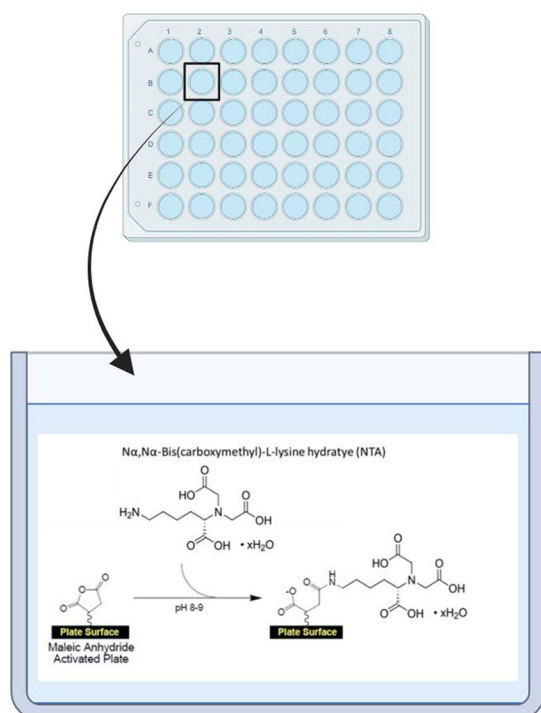 1 2 3 4 5 6 7 8
A
B
C
D
E
F
Nα,Nα-Bis(carboxymethyl)-L-lysine hydratye (NTA)
O
HO
O
H₂N
N
OH
O
OH • xH₂O
O
O
O
pH 8-9
Plate Surface
Maleic Anhydride
Activated Plate
O
HO
O
O
H
N
N
OH
-O
O
O
OH • xH₂O
Plate Surface